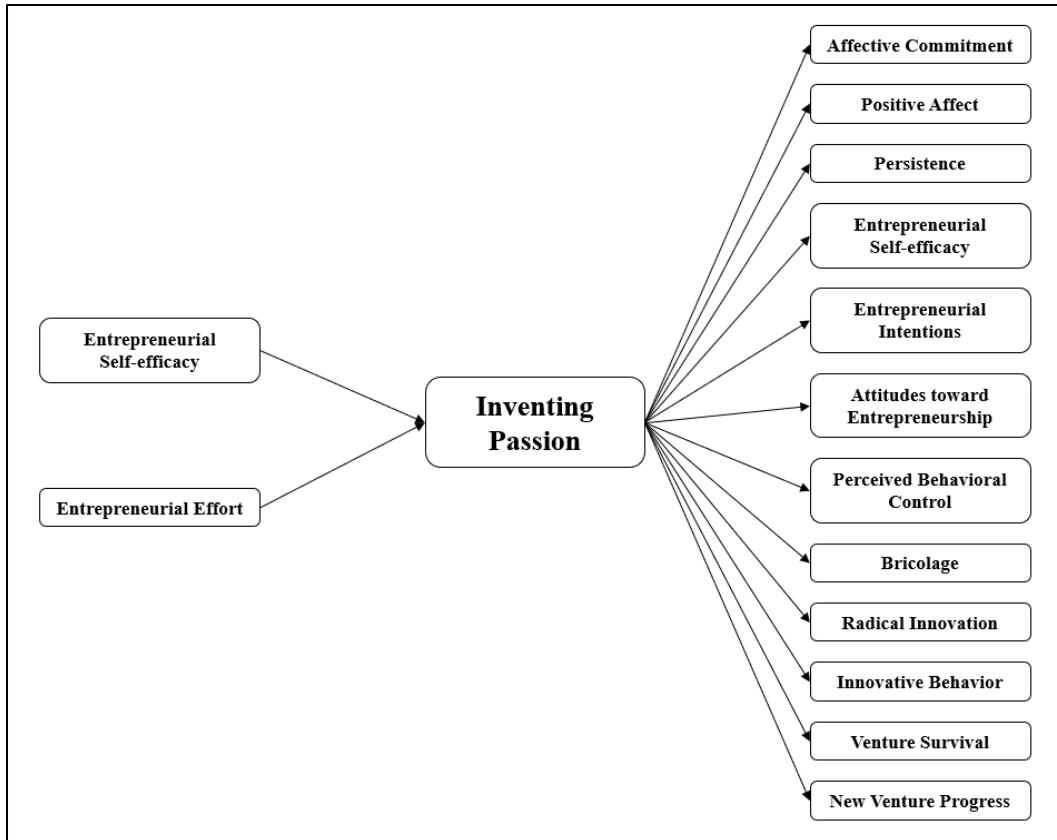 Entrepreneurial
Self-efficacy
Entrepreneurial Effort
Inventing
Passion
Affective Commitment
Positive Affect
Persistence
Entrepreneurial
Self-efficacy
Entrepreneurial
Intentions
Attitudes toward
Entrepreneurship
Perceived Behavioral
Control
Bricolage
Radical Innovation
Innovative Behavior
Venture Survival
New Venture Progress